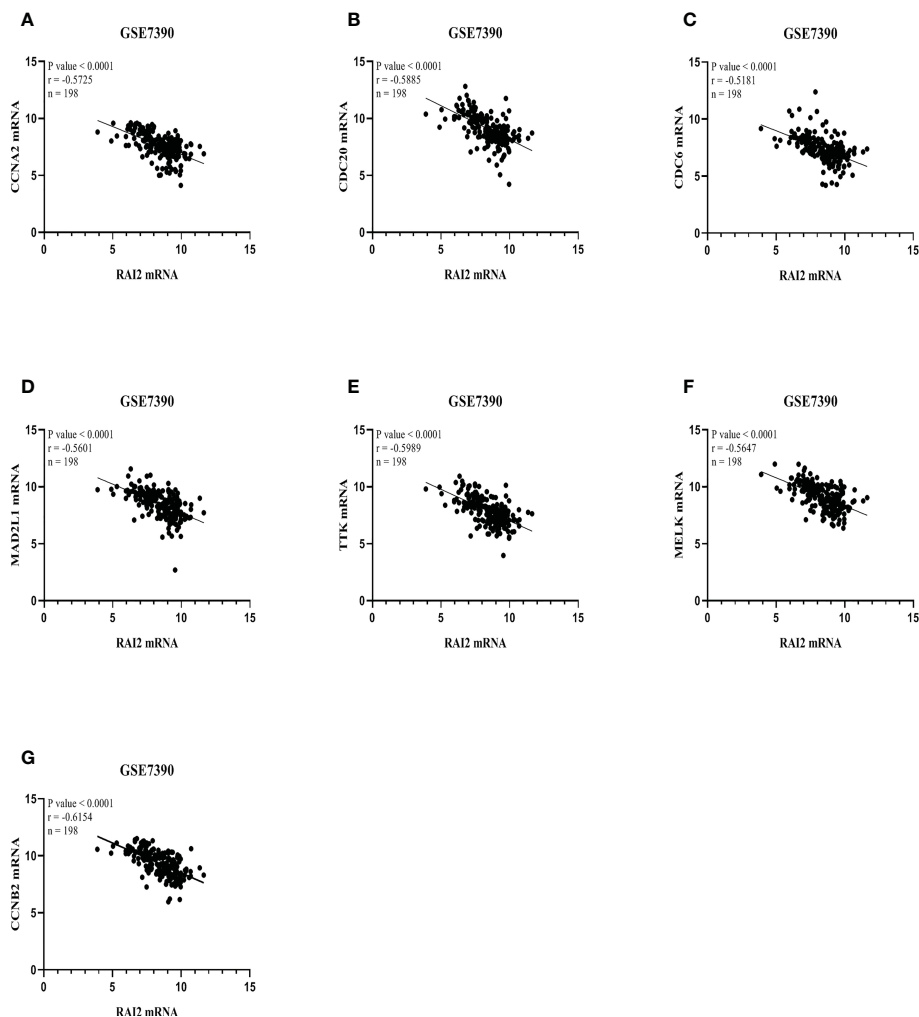 A
GSE7390
P value < 0.0001
r = -0.5725
n = 198
15
10
5
0
CCNA2 mRNA
0 5 10 15
RAI2 mRNA
B
GSE7390
P value < 0.0001
r = -0.5885
n = 198
15
10
5
0
CDC20 mRNA
0 5 10 15
RAI2 mRNA
C
GSE7390
P value < 0.0001
r = -0.5181
n = 198
15
10
5
0
CDC6 mRNA
0 5 10 15
RAI2 mRNA
D
GSE7390
P value < 0.0001
r = -0.5601
n = 198
15
10
5
0
MAD2L1 mRNA
0 5 10 15
RAI2 mRNA
E
GSE7390
P value < 0.0001
r = -0.5989
n = 198
15
10
5
0
TTK mRNA
0 5 10 15
RAI2 mRNA
F
GSE7390
P value < 0.0001
r = -0.5647
n = 198
15
10
5
0
MELK mRNA
0 5 10 15
RAI2 mRNA
G
GSE7390
P value < 0.0001
r = -0.6154
n = 198
15
10
5
0
CCNB2 mRNA
0 5 10 15
RAI2 mRNA